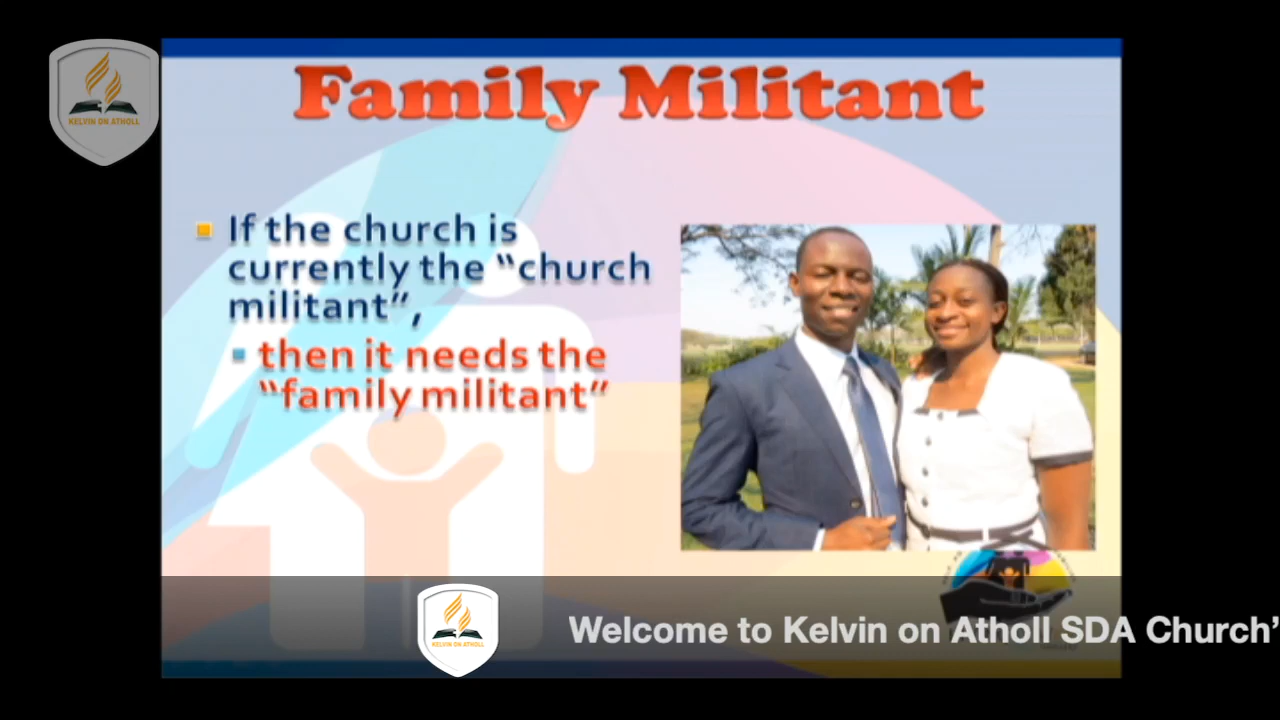 KELVIN ON ATHOLL
Family Militant
If the church is
currently the “church
militant”,
then it needs the
“family militant”
KELVIN ON ATHOLL
Welcome to Kelvin on Atholl SDA Church’